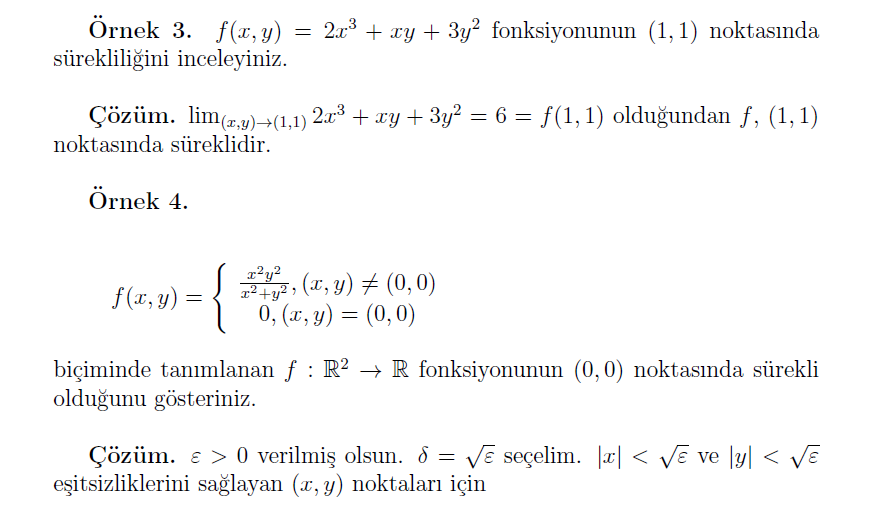 Örnek 3. f(x, y) = 2x³ + xy + 3y² fonksiyonunun (1, 1) noktasında
sürekliliğini inceleyiniz.
Çözüm. lim₍ₓ,ᵧ₎→₍₁,₁₎ 2x³ + xy + 3y² = 6 = f(1, 1) olduğundan f, (1, 1)
noktasında süreklidir.
Örnek 4.
f(x, y) = { x²y²/x²+y², (x, y) ≠ (0, 0)
0, (x, y) = (0, 0)
biçiminde tanımlanan f : ℝ² → ℝ fonksiyonunun (0, 0) noktasında sürekli
olduğunu gösteriniz.
Çözüm. ε > 0 verilmiş olsun. δ = √ε seçelim. |x| < √ε ve |y| < √ε
eşitsizliklerini sağlayan (x, y) noktaları için